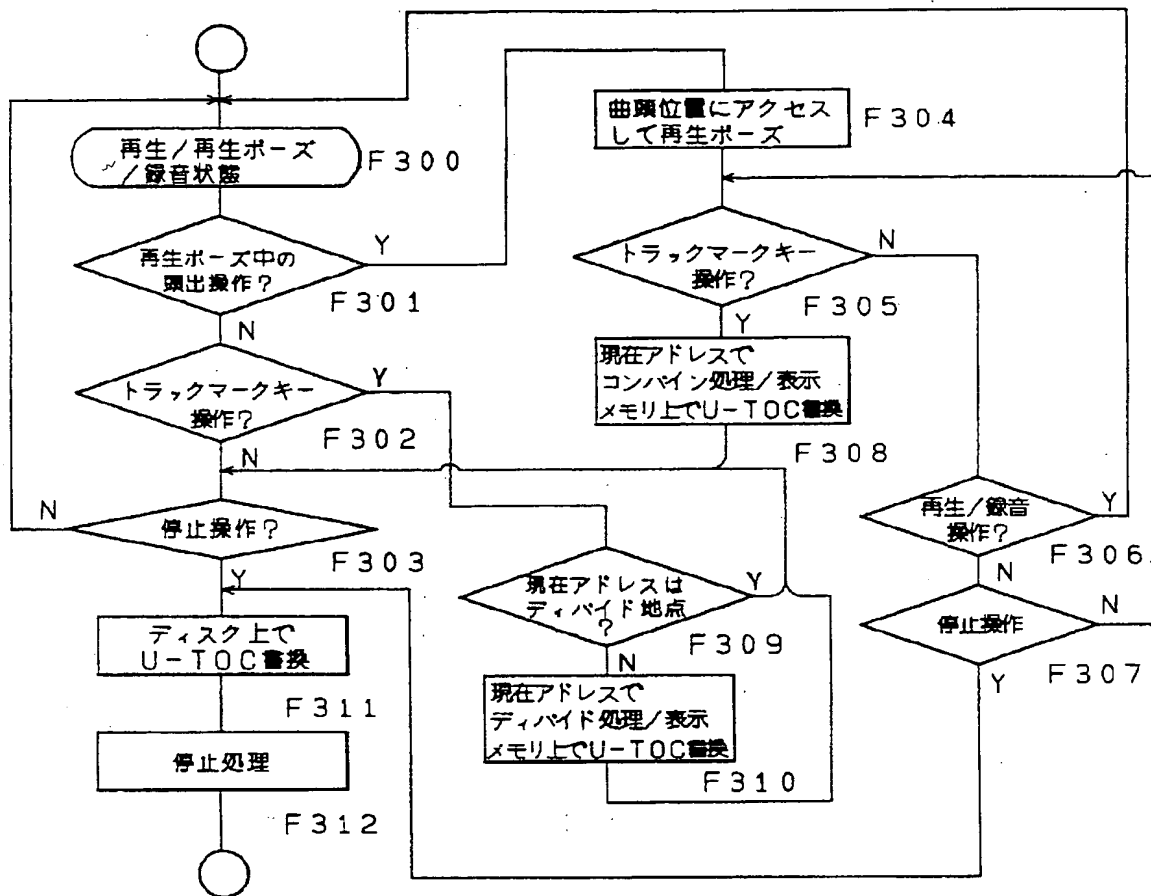 再生/再生ポーズ
/録音状態
F300
再生ポーズ中の
頭出操作?
Y
F301
N
トラックマークキー
操作?
Y
F302
N
N
停止操作?
F303
Y
ディスク上で
U-TOC書換
F311
停止処理
F312
曲頭位置にアクセス
して再生ポーズ
F304
トラックマークキー
操作?
N
F305
Y
現在アドレスで
コンバイン処理/表示
メモリ上でU-TOC書換
F308
再生/録音
操作?
Y
F306
N
停止操作
N
F307
Y
現在アドレスは
ディバイド地点
?
Y
F309
N
現在アドレスで
ディバイド処理/表示
メモリ上でU-TOC書換
F310